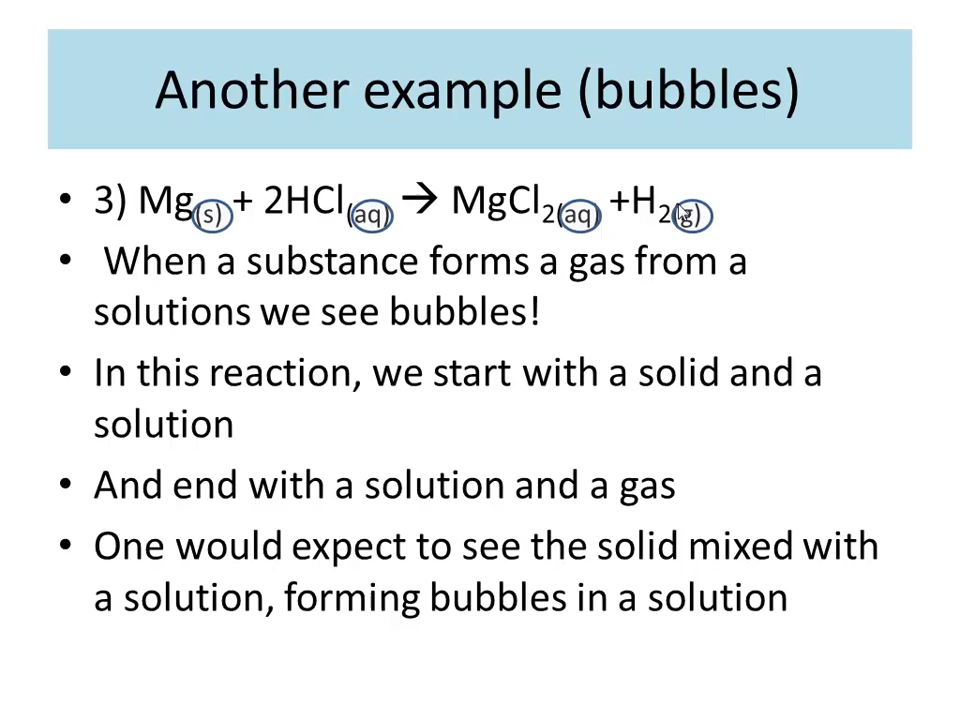 Another example (bubbles)
• 3) Mg(s) + 2HCl(aq) → MgCl2(aq) +H2(g)
• When a substance forms a gas from a
solutions we see bubbles!
• In this reaction, we start with a solid and a
solution
• And end with a solution and a gas
• One would expect to see the solid mixed with
a solution, forming bubbles in a solution